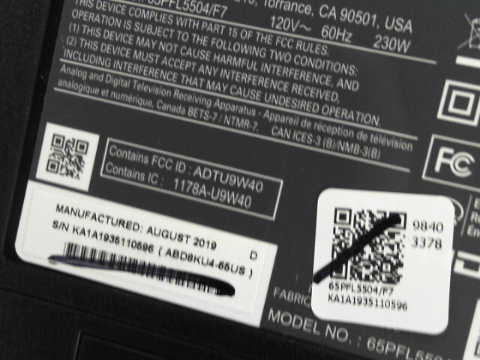 Torrance, CA 90501, USA
65PFL5504/F7 120V~ 60Hz 230W
THIS DEVICE COMPLIES WITH PART 15 OF THE FCC RULES.
OPERATION IS SUBJECT TO THE FOLLOWING TWO CONDITIONS:
(1) THIS DEVICE MAY NOT CAUSE HARMFUL INTERFERENCE, AND
(2) THIS DEVICE MUST ACCEPT ANY INTERFERENCE RECEIVED,
INCLUDING INTERFERENCE THAT MAY CAUSE UNDESIRED OPERATION.
Analog and Digital Television Receiving Apparatus - Appareil de réception de télévision
analogique et numérique, Canada BETS-7 / NTMR-7. CAN ICES-3 (B)/NMB-3(B)
FC
Contains FCC ID : ADTU9W40
Contains IC : 1178A-U9W40
MANUFACTURED: AUGUST 2019 D
S/N KA1A1935110596 ( ABD8KU4-65US )
9840
3378
65PFL5504/F7
KA1A1935110596
FABRIC
MODEL NO. : 65PFL550